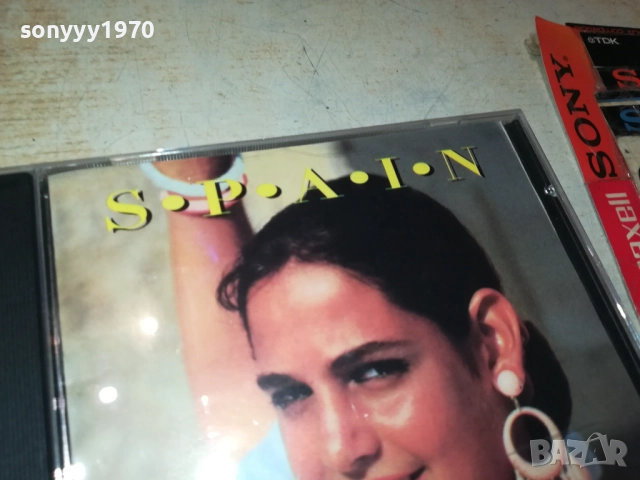 sonyyy1970
S•P•A•I•N
TDK
SONY
maxell
BAZAR